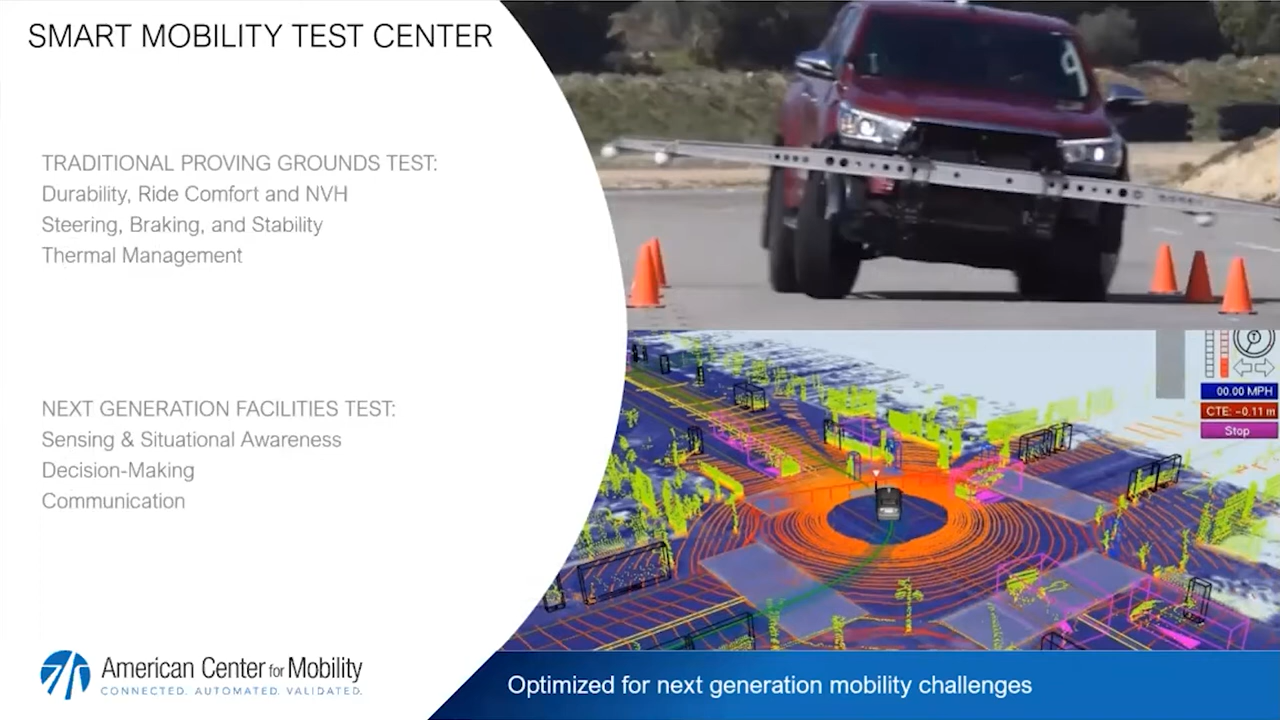 SMART MOBILITY TEST CENTER
TRADITIONAL PROVING GROUNDS TEST:
Durability, Ride Comfort and NVH
Steering, Braking, and Stability
Thermal Management
NEXT GENERATION FACILITIES TEST:
Sensing & Situational Awareness
Decision-Making
Communication
American Center for Mobility
CONNECTED. AUTOMATED. VALIDATED.
9
T
00.00 MPH
CTE: -0.11 m
Stop
Optimized for next generation mobility challenges